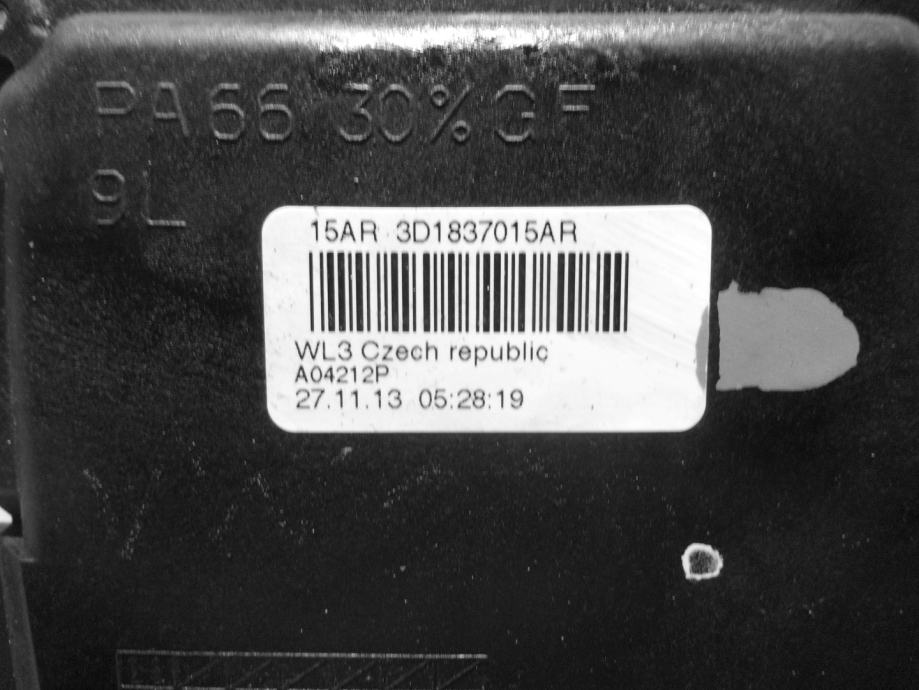 PA66 30%GF
9L
15AR 3D1837015AR
WL3 Czech republic
A04212P
27.11.13 05:28:19